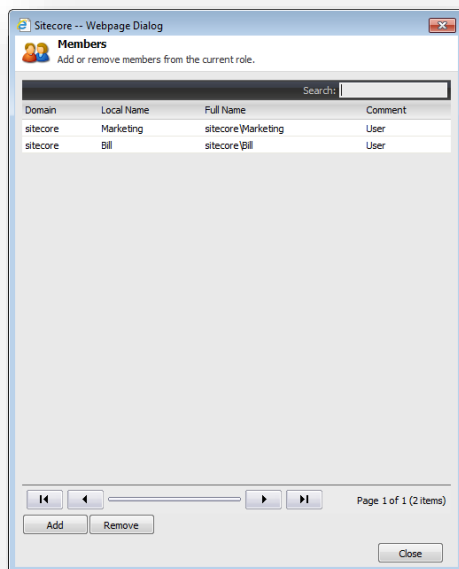 Sitecore -- Webpage Dialog
Members
Add or remove members from the current role.
Search:
Domain Local Name Full Name Comment
sitecore Marketing sitecore\Marketing User
sitecore Bill sitecore\Bill User
Page 1 of 1 (2 items)
Add Remove
Close